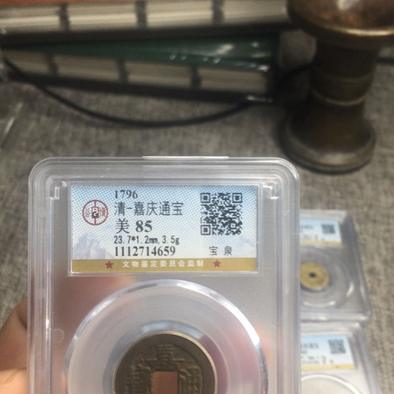 1796
清-嘉庆通宝
美 85
23.7*1.2mm,3.5g
1112714659
宝 泉
★ 文物鉴定委员会监制 ★